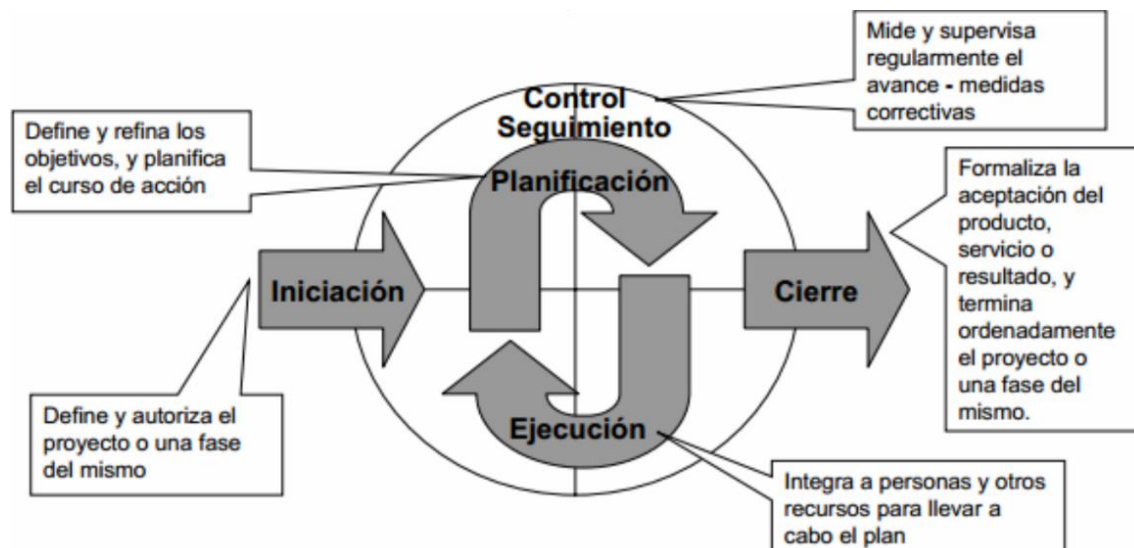 Mide y supervisa
regularmente el
avance - medidas
correctivas
Control
Seguimiento
Define y refina los
objetivos, y planifica
el curso de acción
Planificación
Formaliza la
aceptación del
producto,
servicio o
resultado, y
termina
ordenadamente
el proyecto o
una fase del
mismo.
Iniciación
Cierre
Define y autoriza el
proyecto o una fase
del mismo
Ejecución
Integra a personas y otros
recursos para llevar a
cabo el plan